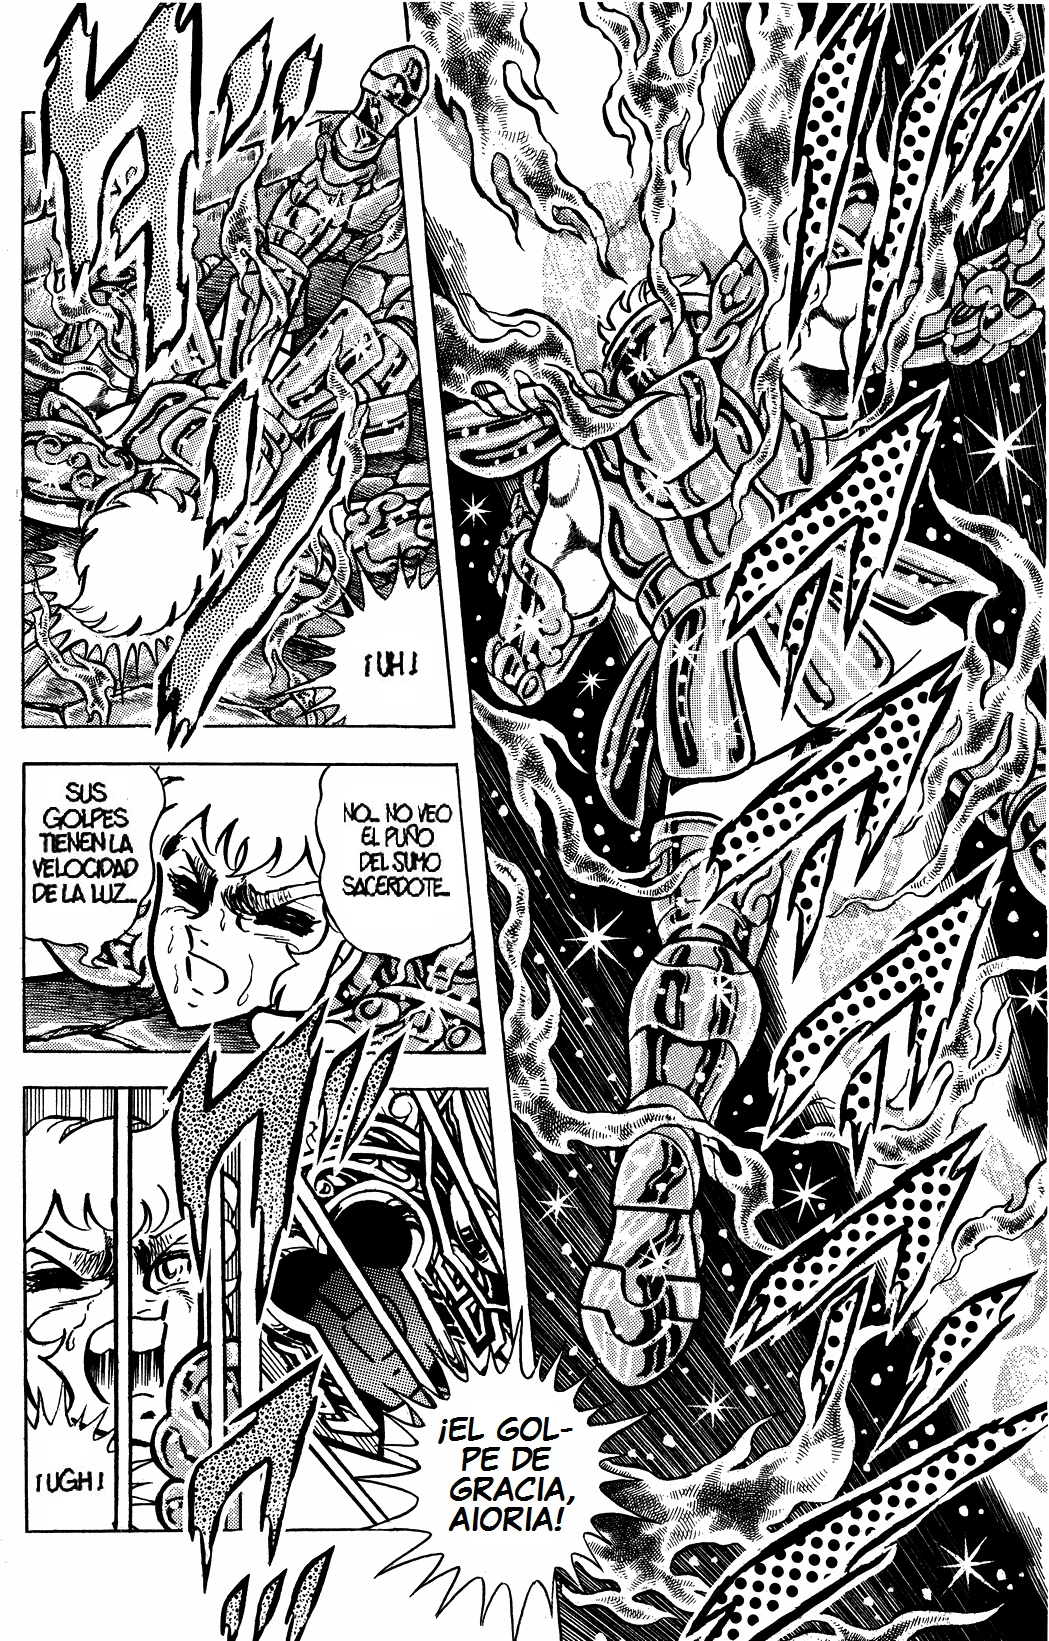 ¡UH!
NO... NO VEO
EL PUÑO
DEL SUMO
SACERDOTE...
SUS
GOLPES
TIENEN LA
VELOCIDAD
DE LA LUZ...
¡UGH!
¡EL GOL-
PE DE
GRACIA,
AIORIA!